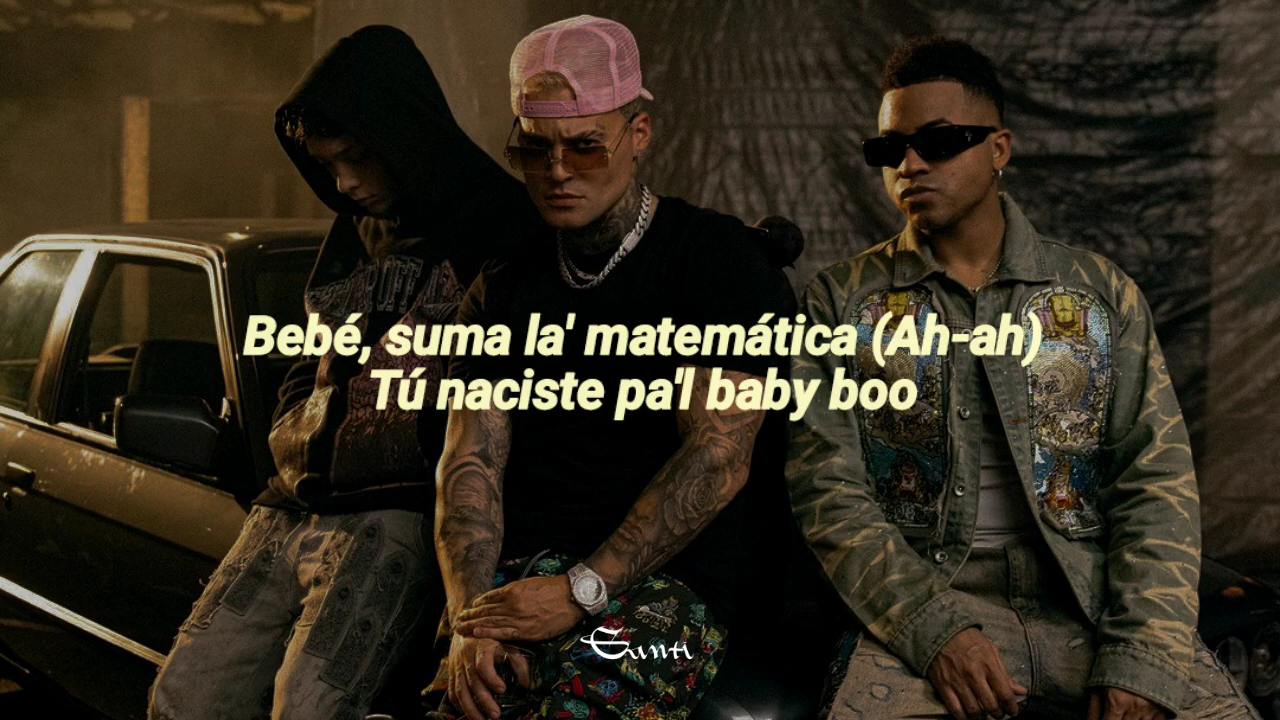 Bebé, suma la' matemática (Ah-ah)
Tú naciste pa'l baby boo
Santi